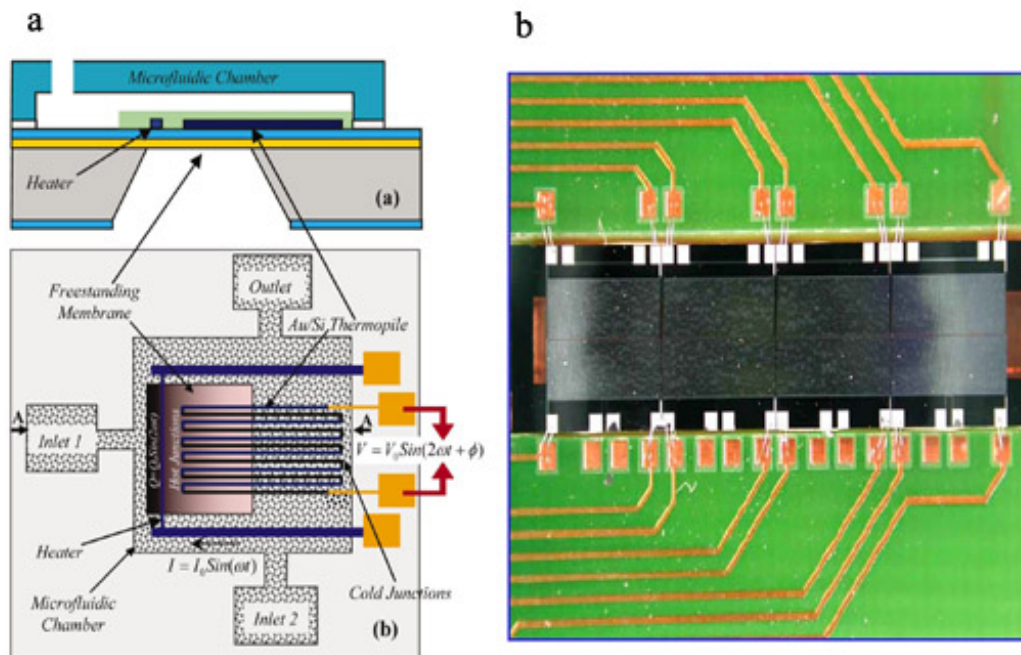 a
b
Microfluidic Chamber
Heater
(a)
Freestanding
Membrane
Outlet
Au/Si Thermopile
A
A
Inlet 1
Hot Junctions
V = V₀Sin(2ωt + ϕ)
Heater
I = I₀Sin(ωt)
Cold Junctions
Microfluidic
Chamber
Inlet 2
(b)